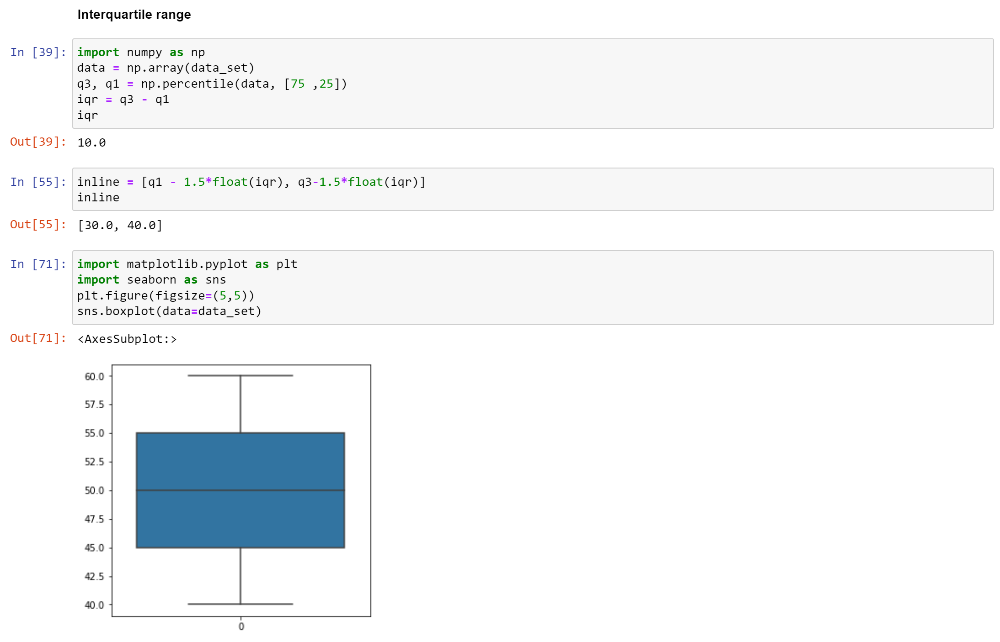 Interquartile range
In [39]: import numpy as np
data = np.array(data_set)
q3, q1 = np.percentile(data, [75 ,25])
iqr = q3 - q1
iqr
Out[39]: 10.0
In [55]: inline = [q1 - 1.5*float(iqr), q3-1.5*float(iqr)]
inline
Out[55]: [30.0, 40.0]
In [71]: import matplotlib.pyplot as plt
import seaborn as sns
plt.figure(figsize=(5,5))
sns.boxplot(data=data_set)
Out[71]: <AxesSubplot:>
60.0
57.5
55.0
52.5
50.0
47.5
45.0
42.5
40.0
0